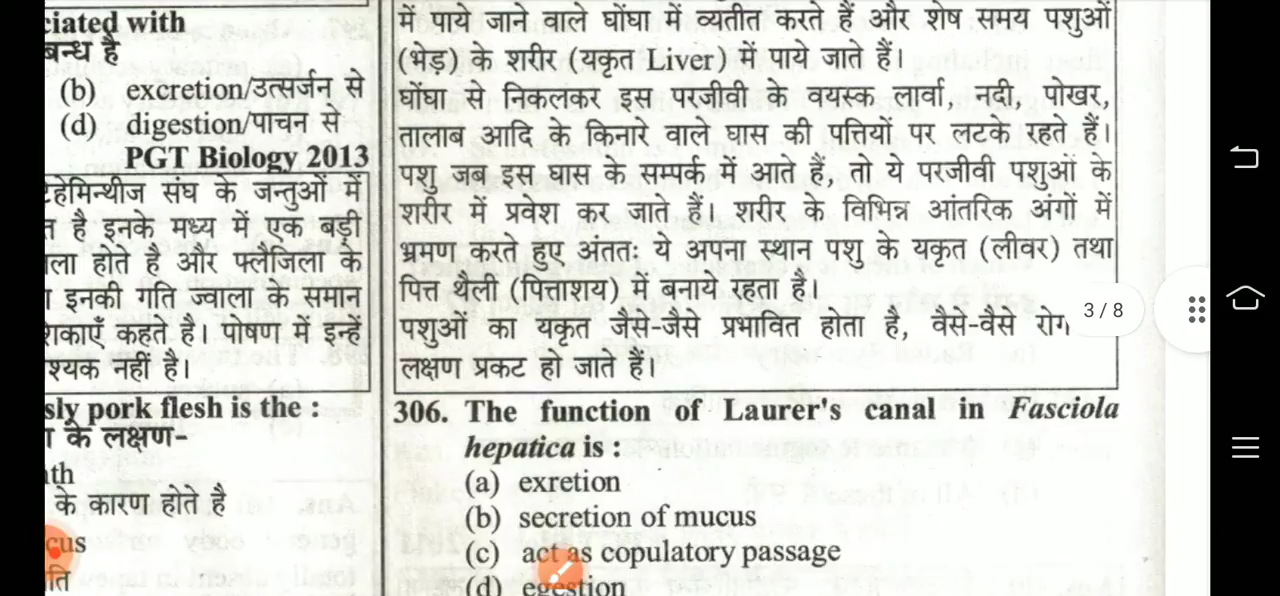 ciated with
बन्ध है
(b) excretion/उत्सर्जन से
(d) digestion/पाचन से
PGT Biology 2013
टहेमिन्थीज संघ के जन्तुओं में
त है इनके मध्य में एक बड़ी
ला होते है और फ्लैजिला के
इनकी गति ज्वाला के समान
शकाएँ कहते है। पोषण में इन्हें
श्यक नहीं है।
sly pork flesh is the :
के लक्षण-
ath
के कारण होते है
cus
ति
में पाये जाने वाले घोंघा में व्यतीत करते हैं और शेष समय पशुओं
(भेड़) के शरीर (यकृत Liver) में पाये जाते हैं।
घोंघा से निकलकर इस परजीवी के वयस्क लार्वा, नदी, पोखर,
तालाब आदि के किनारे वाले घास की पत्तियों पर लटके रहते हैं।
पशु जब इस घास के सम्पर्क में आते हैं, तो ये परजीवी पशुओं के
शरीर में प्रवेश कर जाते हैं। शरीर के विभिन्न आंतरिक अंगों में
भ्रमण करते हुए अंततः ये अपना स्थान पशु के यकृत (लीवर) तथा
पित्त थैली (पित्ताशय) में बनाये रहता है।
पशुओं का यकृत जैसे-जैसे प्रभावित होता है, वैसे-वैसे रोग
लक्षण प्रकट हो जाते हैं।
306. The function of Laurer's canal in Fasciola
hepatica is :
(a) exretion
(b) secretion of mucus
(c) act as copulatory passage
(d) egestion
3 / 8